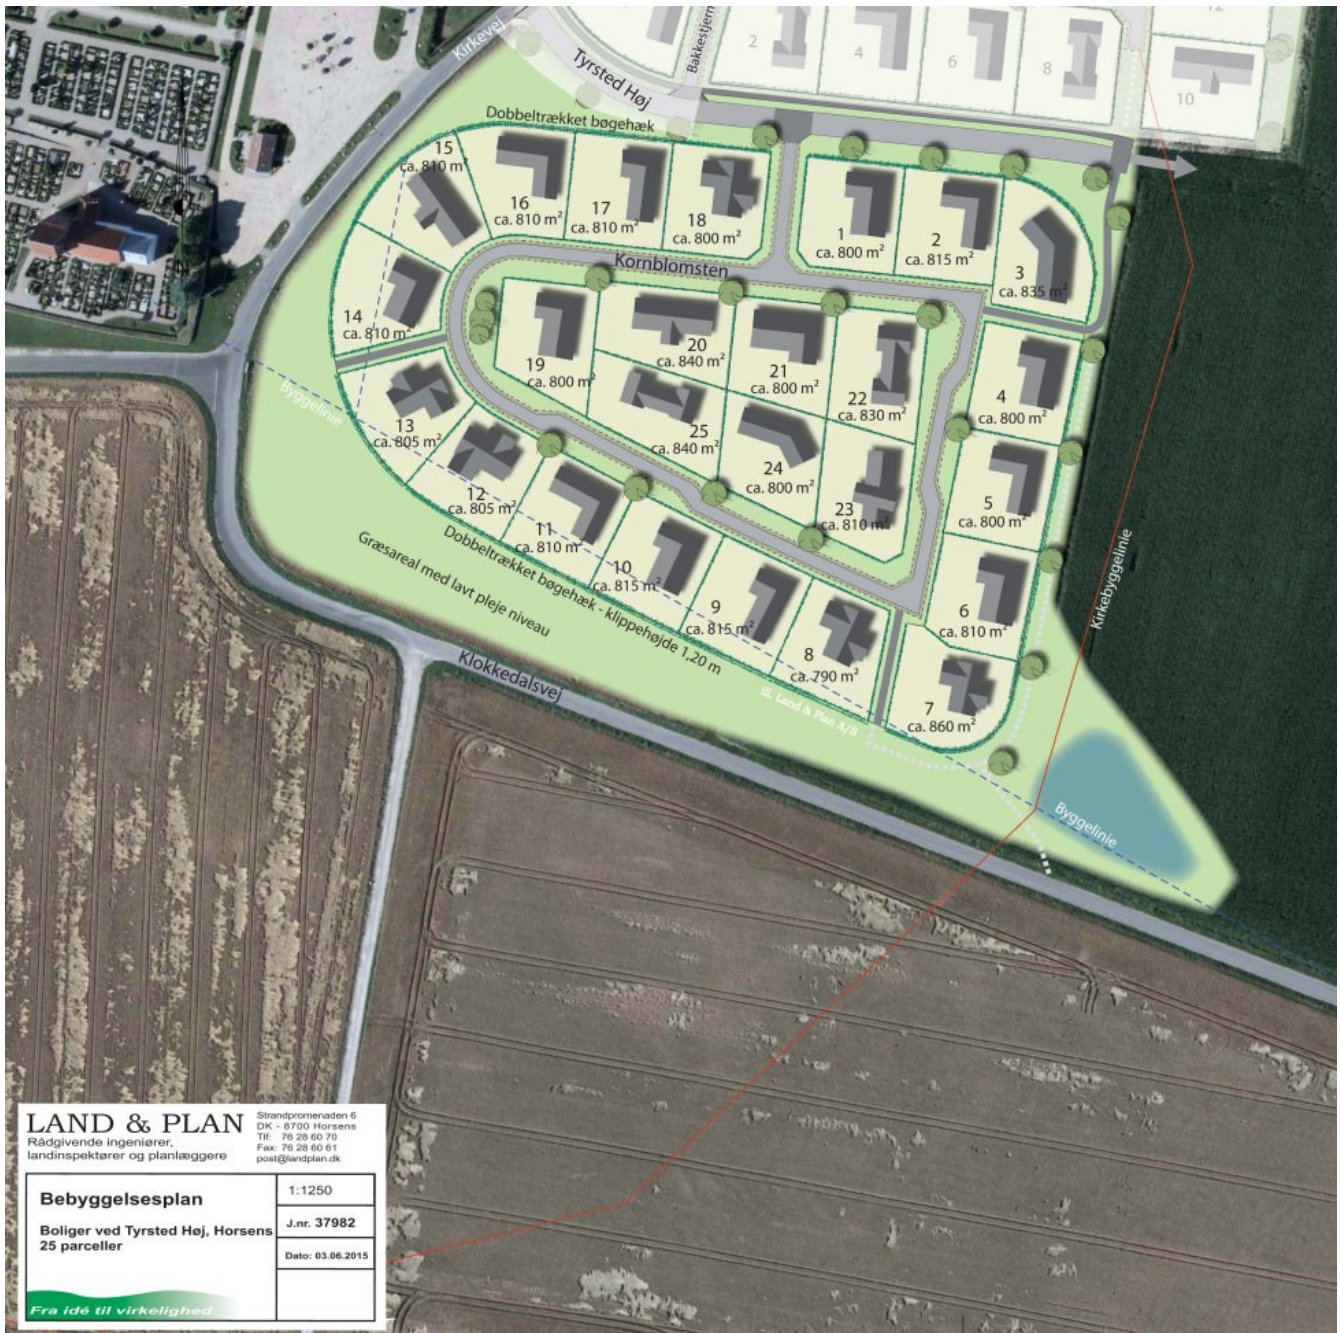 12
Kirkevej
Tyrsted Høj
Bakkestjern
2
4
6
8
10
Dobbeltrækket bøgehæk
15
ca. 810 m²
16
ca. 810 m²
17
ca. 810 m²
18
ca. 800 m²
1
ca. 800 m²
2
ca. 815 m²
3
ca. 835 m²
Kornblomsten
14
ca. 810 m²
19
ca. 800 m²
20
ca. 840 m²
21
ca. 800 m²
22
ca. 830 m²
4
ca. 800 m²
Byggelinie
13
ca. 805 m²
25
ca. 840 m²
24
ca. 800 m²
23
ca. 810 m²
5
ca. 800 m²
12
ca. 805 m²
11
ca. 810 m²
10
ca. 815 m²
9
ca. 815 m²
8
ca. 790 m²
6
ca. 810 m²
7
ca. 860 m²
Kirkebyggelinie
Dobbeltrækket bøgehæk - klippehøjde 1,20 m
Græsareal med lavt pleje niveau
Klokkedalsvej
ill. Land & Plan A/B
Byggelinie
LAND & PLAN
Rådgivende ingeniører,
landinspektører og planlæggere
Strandpromenaden 6
DK - 8700 Horsens
Tlf: 76 28 60 70
Fax: 76 28 60 61
post@landplan.dk
Bebyggelsesplan
Boliger ved Tyrsted Høj, Horsens
25 parceller
1:1250
J.nr. 37982
Dato: 03.06.2015
Fra idé til virkelighed